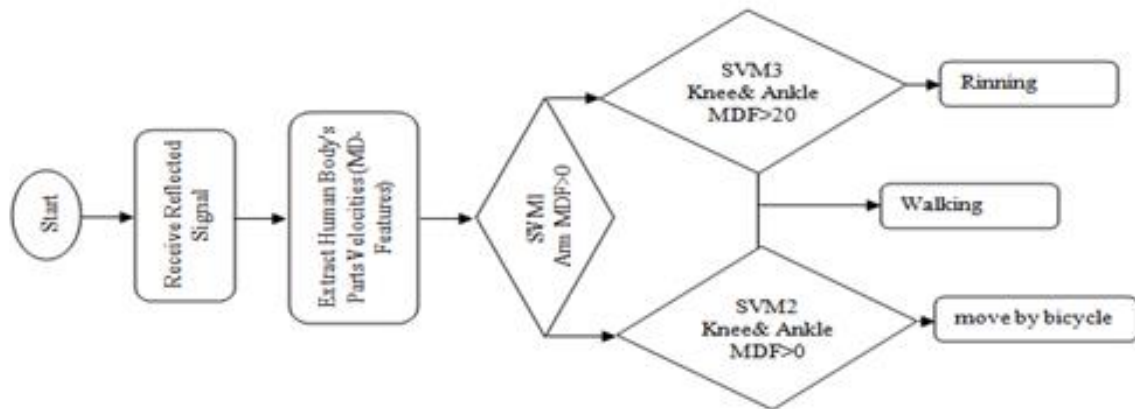 Start
Receive Reflected
Signal
Extract Human Body's
Parts Velocities (MD-
Features)
SVM1
Arm MDF>0
SVM3
Knee& Ankle
MDF>20
Rinning
Walking
SVM2
Knee& Ankle
MDF>0
move by bicycle